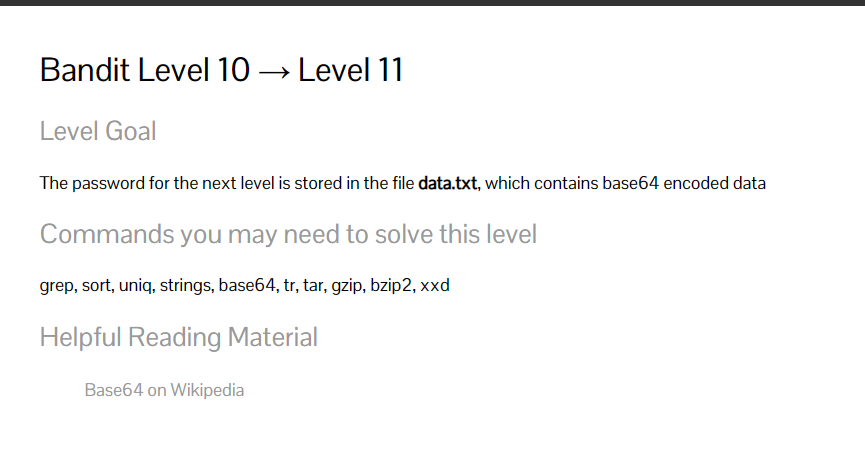 Bandit Level 10 → Level 11
Level Goal
The password for the next level is stored in the file data.txt, which contains base64 encoded data
Commands you may need to solve this level
grep, sort, uniq, strings, base64, tr, tar, gzip, bzip2, xxd
Helpful Reading Material
Base64 on Wikipedia